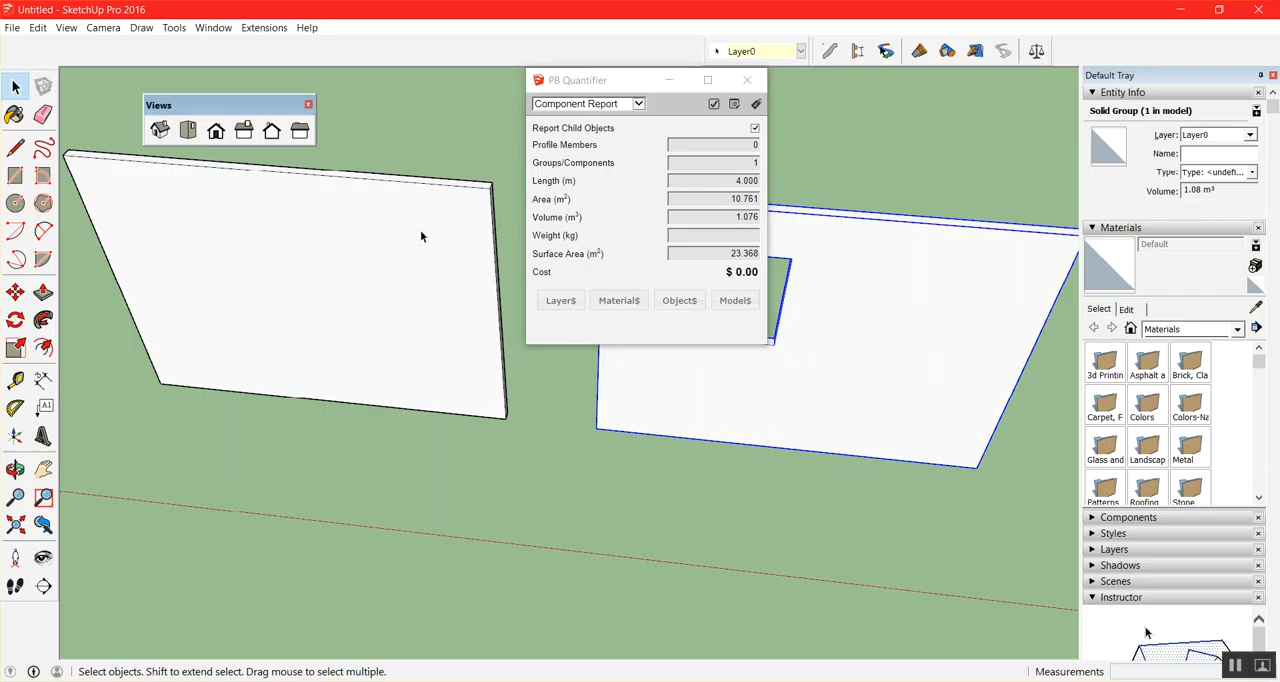 Untitled - SketchUp Pro 2016
File Edit View Camera Draw Tools Window Extensions Help
Layer0
Default Tray
Views
PB Quantifier
Component Report
Report Child Objects
Profile Members 0
Groups/Components 1
Length (m) 4.000
Area (m²) 10.761
Volume (m³) 1.076
Weight (kg)
Surface Area (m²) 23.368
Cost $ 0.00
Layer$ Material$ Object$ Model$
Entity Info
Solid Group (1 in model)
Layer: Layer0
Name:
Type: Type: <undefi...
Volume: 1.08 m³
Materials
Default
Select Edit
Materials
3d Printin Asphalt a Brick, Cla
Carpet, F Colors Colors-Na
Glass and Landscap Metal
Patterns Roofing Stone
Components
Styles
Layers
Shadows
Scenes
Instructor
A1
Select objects. Shift to extend select. Drag mouse to select multiple.
Measurements